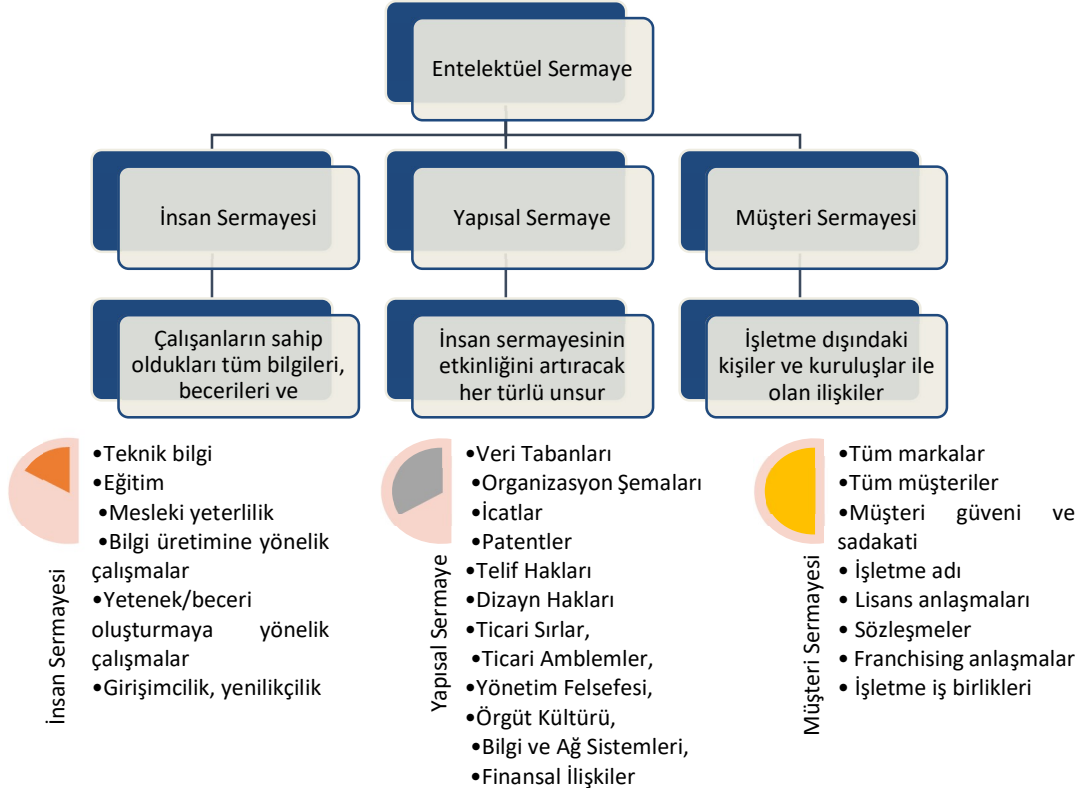 Entelektüel Sermaye
İnsan Sermayesi
Yapısal Sermaye
Müşteri Sermayesi
Çalışanların sahip
oldukları tüm bilgileri,
becerileri ve
İnsan sermayesinin
etkinliğini artıracak
her türlü unsur
İşletme dışındaki
kişiler ve kuruluşlar ile
olan ilişkiler
İnsan Sermayesi
•Teknik bilgi
•Eğitim
•Mesleki yeterlilik
•Bilgi üretimine yönelik
çalışmalar
•Yetenek/beceri
oluşturmaya yönelik
çalışmalar
•Girişimcilik, yenilikçilik
Yapısal Sermaye
•Veri Tabanları
•Organizasyon Şemaları
•İcatlar
•Patentler
•Telif Hakları
•Dizayn Hakları
•Ticari Sırlar,
•Ticari Amblemler,
•Yönetim Felsefesi,
•Örgüt Kültürü,
•Bilgi ve Ağ Sistemleri,
•Finansal İlişkiler
Müşteri Sermayesi
•Tüm markalar
•Tüm müşteriler
•Müşteri güveni ve
sadakati
• İşletme adı
• Lisans anlaşmaları
• Sözleşmeler
• Franchising anlaşmalar
• İşletme iş birlikleri